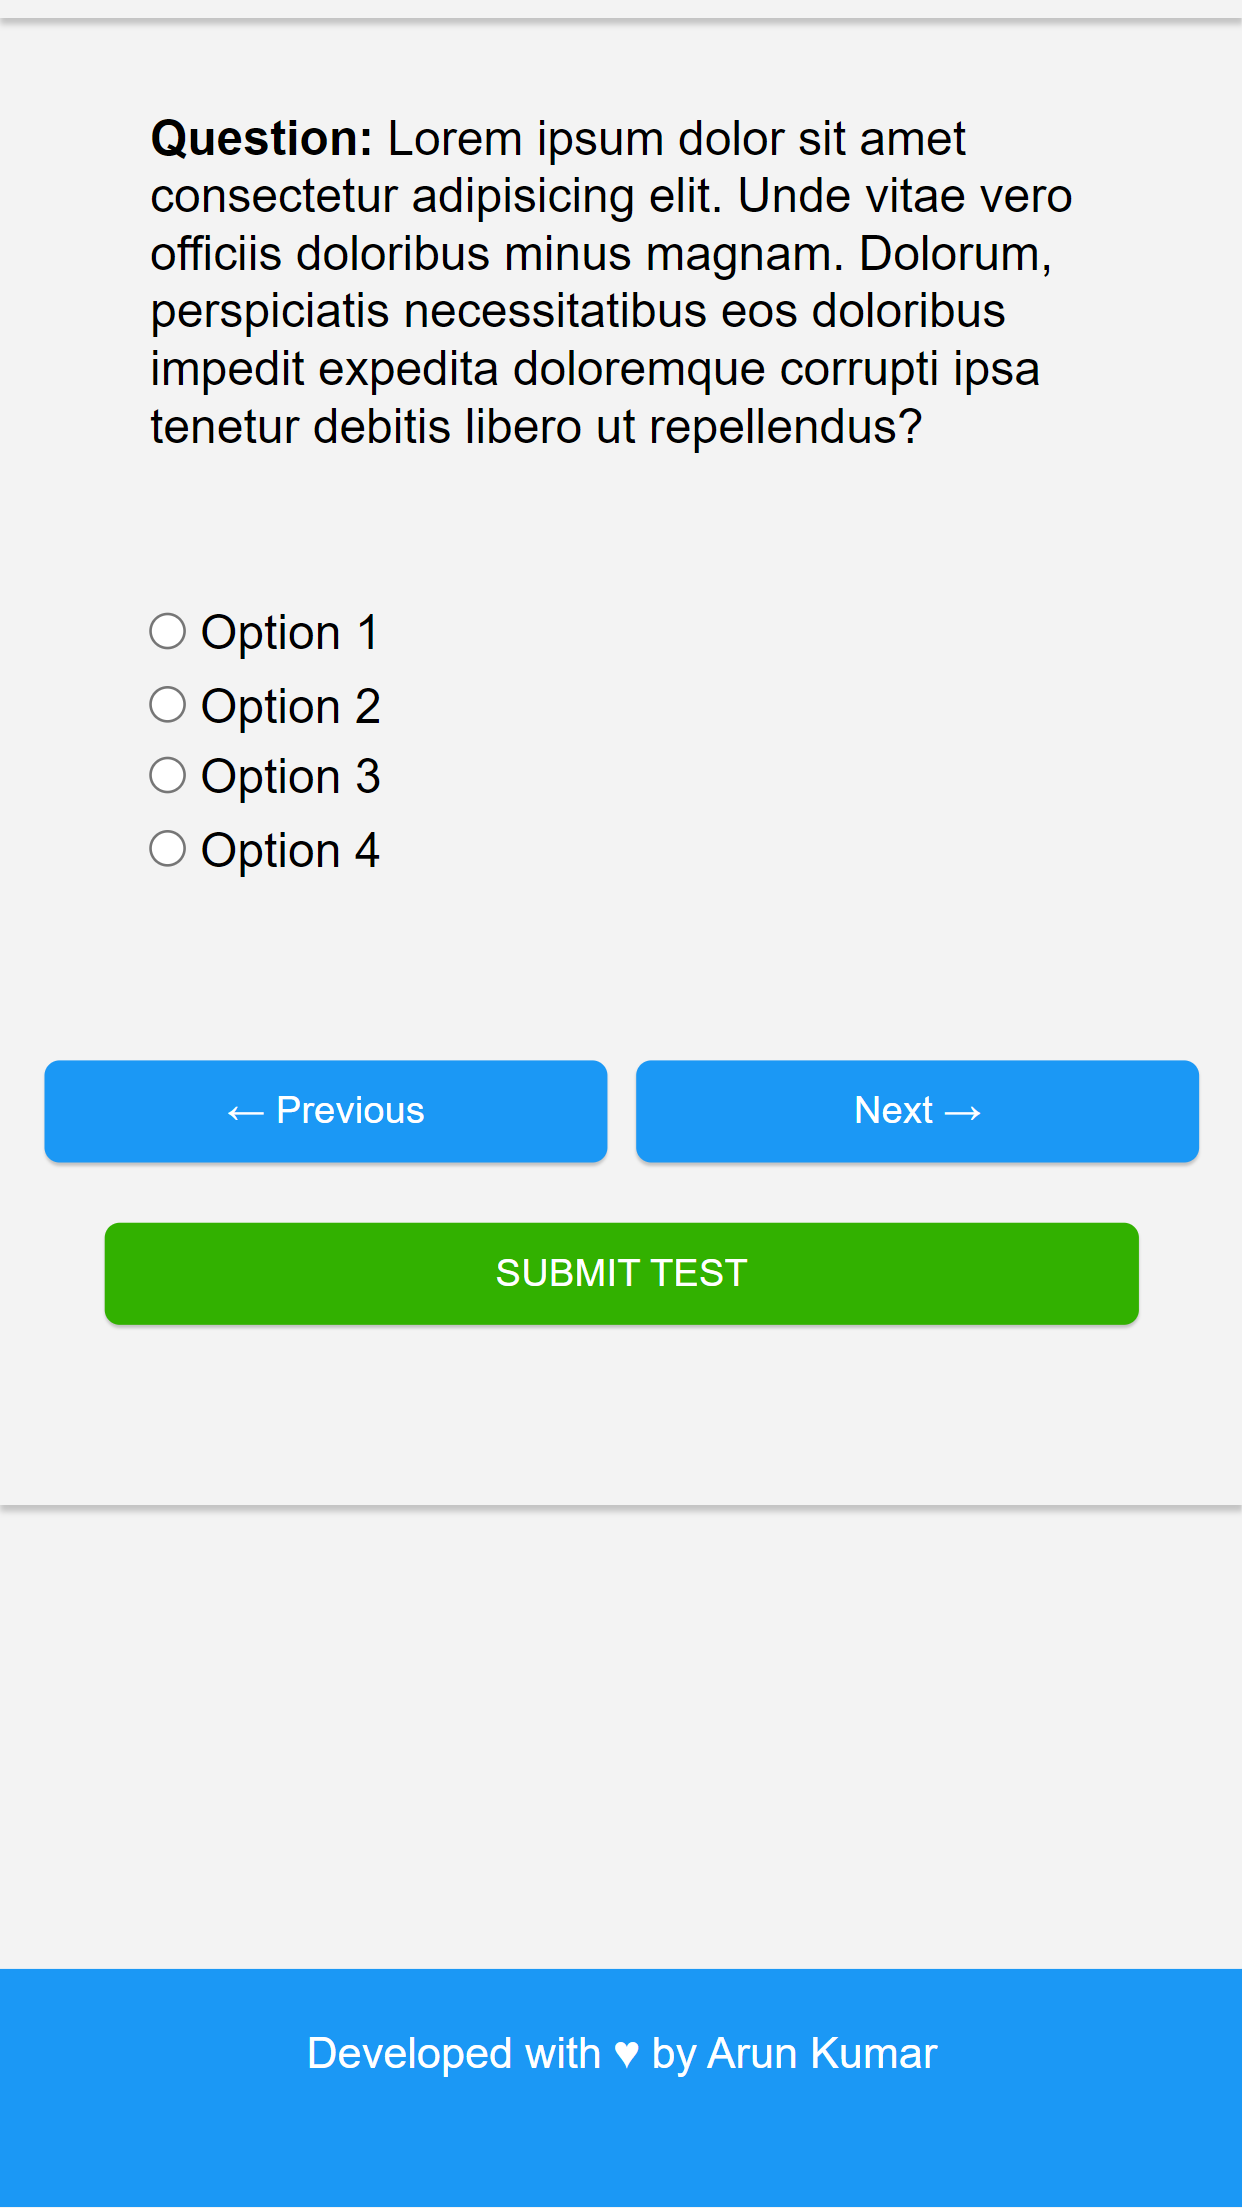 Question: Lorem ipsum dolor sit amet
consectetur adipisicing elit. Unde vitae vero
officiis doloribus minus magnam. Dolorum,
perspiciatis necessitatibus eos doloribus
impedit expedita doloremque corrupti ipsa
tenetur debitis libero ut repellendus?
Option 1
Option 2
Option 3
Option 4
← Previous
Next →
SUBMIT TEST
Developed with ♥ by Arun Kumar